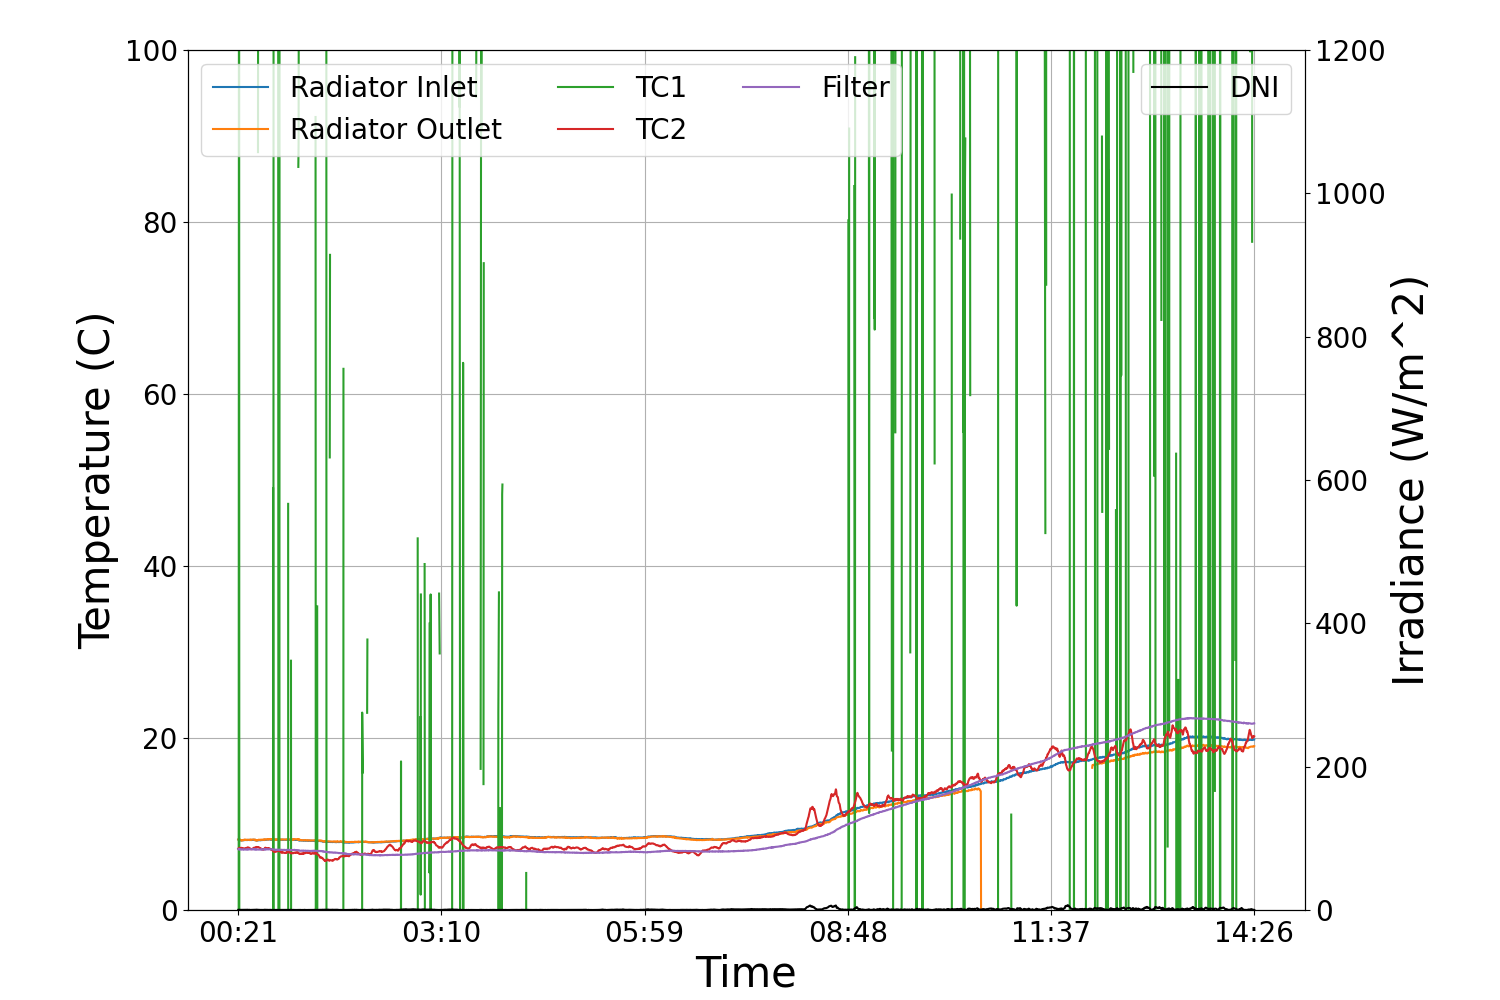 Temperature (C)
100
80
60
40
20
0
Radiator Inlet
Radiator Outlet
TC1
TC2
Filter
DNI
1200
1000
800
600
400
200
0
Irradiance (W/m^2)
00:21 03:10 05:59 08:48 11:37 14:26
Time